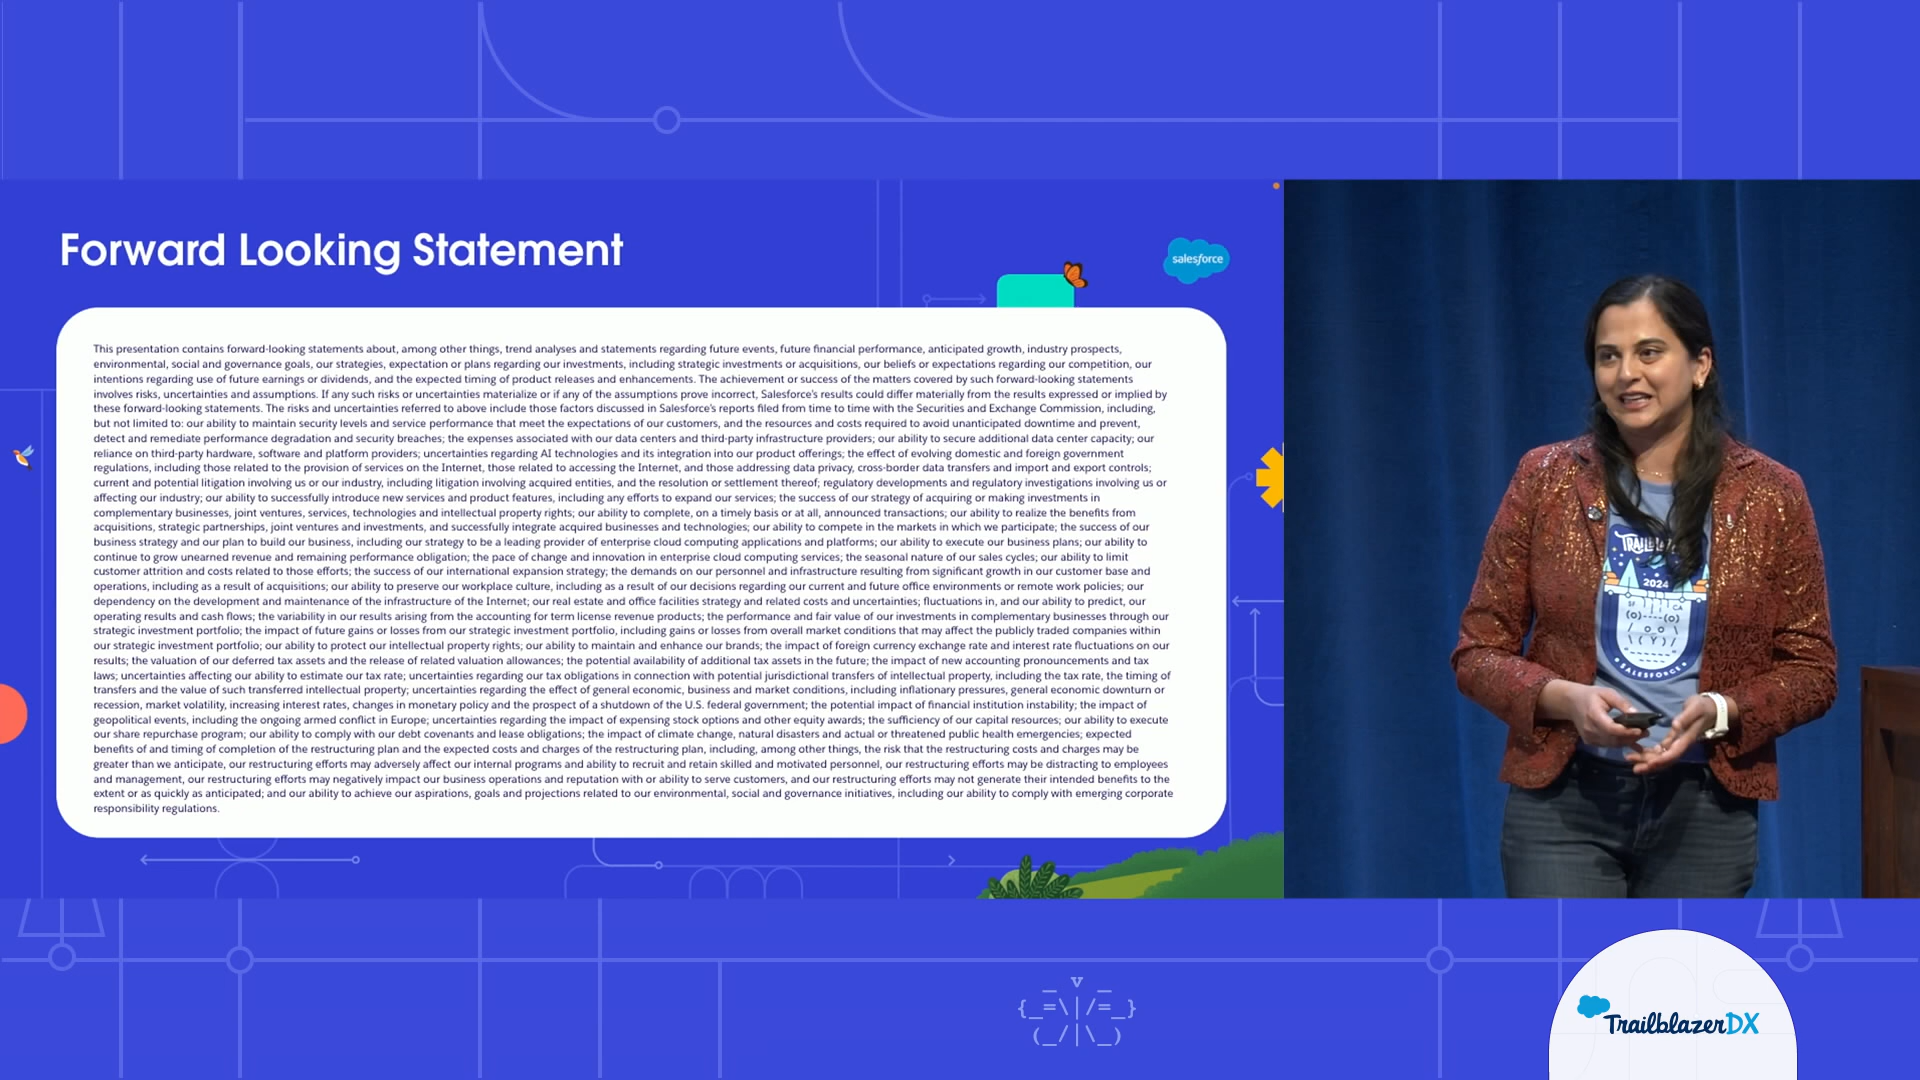 Forward Looking Statement
salesforce
This presentation contains forward-looking statements about, among other things, trend analyses and statements regarding future events, future financial performance, anticipated growth, industry prospects,
environmental, social and governance goals, our strategies, expectation or plans regarding our investments, including strategic investments or acquisitions, our beliefs or expectations regarding our competition, our
intentions regarding use of future earnings or dividends, and the expected timing of product releases and enhancements. The achievement or success of the matters covered by such forward-looking statements
involves risks, uncertainties and assumptions. If any such risks or uncertainties materialize or if any of the assumptions prove incorrect, Salesforce's results could differ materially from the results expressed or implied by
these forward-looking statements. The risks and uncertainties referred to above include those factors discussed in Salesforce's reports filed from time to time with the Securities and Exchange Commission, including,
but not limited to: our ability to maintain security levels and service performance that meet the expectations of our customers, and the resources and costs required to avoid unanticipated downtime and prevent,
detect and remediate performance degradation and security breaches; the expenses associated with our data centers and third-party infrastructure providers; our ability to secure additional data center capacity; our
reliance on third-party hardware, software and platform providers; uncertainties regarding AI technologies and its integration into our product offerings; the effect of evolving domestic and foreign government
regulations, including those related to the provision of services on the Internet, those related to accessing the Internet, and those addressing data privacy, cross-border data transfers and import and export controls;
current and potential litigation involving us or our industry, including litigation involving acquired entities, and the resolution or settlement thereof; regulatory developments and regulatory investigations involving us or
affecting our industry; our ability to successfully introduce new services and product features, including any efforts to expand our services; the success of our strategy of acquiring or making investments in
complementary businesses, joint ventures, services, technologies and intellectual property rights; our ability to complete, on a timely basis or at all, announced transactions; our ability to realize the benefits from
acquisitions, strategic partnerships, joint ventures and investments, and successfully integrate acquired businesses and technologies; our ability to compete in the markets in which we participate; the success of our
business strategy and our plan to build our business, including our strategy to be a leading provider of enterprise cloud computing applications and platforms; our ability to execute our business plans; our ability to
continue to grow unearned revenue and remaining performance obligation; the pace of change and innovation in enterprise cloud computing services; the seasonal nature of our sales cycles; our ability to limit
customer attrition and costs related to those efforts; the success of our international expansion strategy; the demands on our personnel and infrastructure resulting from significant growth in our customer base and
operations, including as a result of acquisitions; our ability to preserve our workplace culture, including as a result of our decisions regarding our current and future office environments or remote work policies; our
dependency on the development and maintenance of the infrastructure of the Internet; our real estate and office facilities strategy and related costs and uncertainties; fluctuations in, and our ability to predict, our
operating results and cash flows; the variability in our results arising from the accounting for term license revenue products; the performance and fair value of our investments in complementary businesses through our
strategic investment portfolio; the impact of future gains or losses from our strategic investment portfolio, including gains or losses from overall market conditions that may affect the publicly traded companies within
our strategic investment portfolio; our ability to protect our intellectual property rights; our ability to maintain and enhance our brands; the impact of foreign currency exchange rate and interest rate fluctuations on our
results; the valuation of our deferred tax assets and the release of related valuation allowances; the potential availability of additional tax assets in the future; the impact of new accounting pronouncements and tax
laws; uncertainties affecting our ability to estimate our tax rate; uncertainties regarding our tax obligations in connection with potential jurisdictional transfers of intellectual property, including the tax rate, the timing of
transfers and the value of such transferred intellectual property; uncertainties regarding the effect of general economic, business and market conditions, including inflationary pressures, general economic downturn or
recession, market volatility, increasing interest rates, changes in monetary policy and the prospect of a shutdown of the U.S. federal government; the potential impact of financial institution instability; the impact of
geopolitical events, including the ongoing armed conflict in Europe; uncertainties regarding the impact of expensing stock options and other equity awards; the sufficiency of our capital resources; our ability to execute
our share repurchase program; our ability to comply with our debt covenants and lease obligations; the impact of climate change, natural disasters and actual or threatened public health emergencies; expected
benefits of and timing of completion of the restructuring plan and the expected costs and charges of the restructuring plan, including, among other things, the risk that the restructuring costs and charges may be
greater than we anticipate, our restructuring efforts may adversely affect our internal programs and ability to recruit and retain skilled and motivated personnel, our restructuring efforts may be distracting to employees
and management, our restructuring efforts may negatively impact our business operations and reputation with or ability to serve customers, and our restructuring efforts may not generate their intended benefits to the
extent or as quickly as anticipated; and our ability to achieve our aspirations, goals and projections related to our environmental, social and governance initiatives, including our ability to comply with emerging corporate
responsibility regulations.
2024
SF CA
SALESFORCE
TrailblazerDX